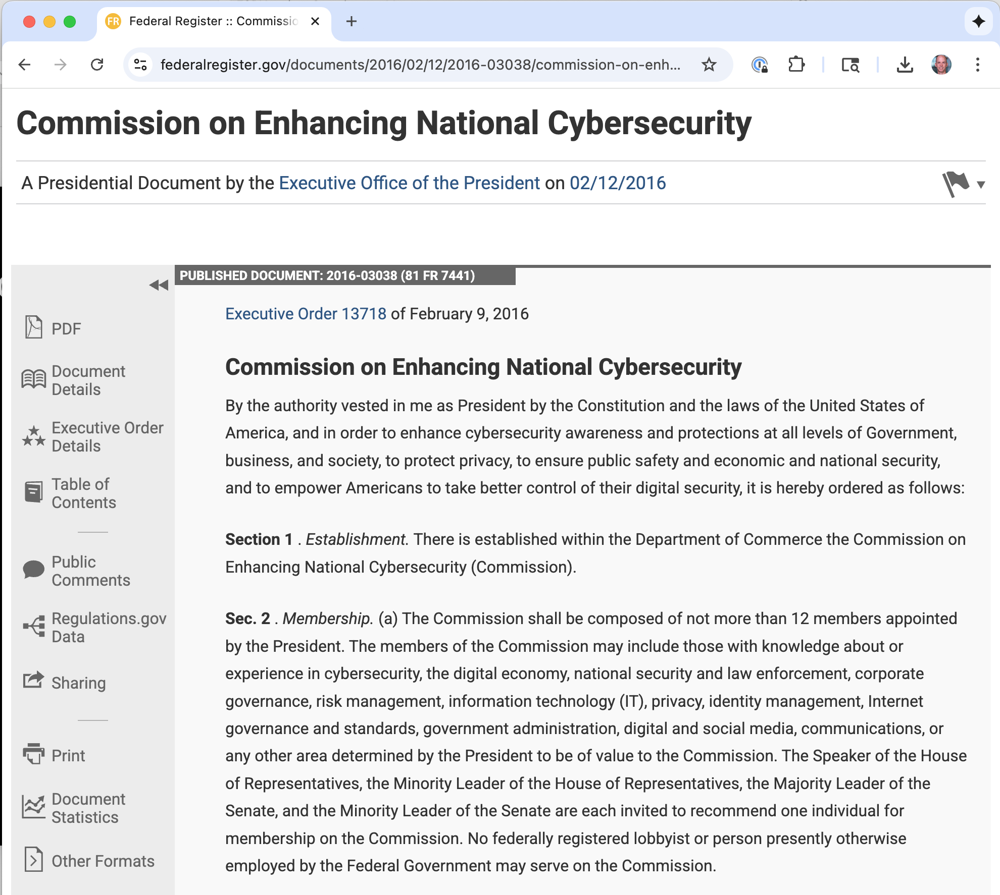 FR Federal Register :: Commissio
federalregister.gov/documents/2016/02/12/2016-03038/commission-on-enh...
Commission on Enhancing National Cybersecurity
A Presidential Document by the Executive Office of the President on 02/12/2016
PUBLISHED DOCUMENT: 2016-03038 (81 FR 7441)
PDF
Document
Details
Executive Order
Details
Table of
Contents
Public
Comments
Regulations.gov
Data
Sharing
Print
Document
Statistics
Other Formats
Executive Order 13718 of February 9, 2016
Commission on Enhancing National Cybersecurity
By the authority vested in me as President by the Constitution and the laws of the United States of
America, and in order to enhance cybersecurity awareness and protections at all levels of Government,
business, and society, to protect privacy, to ensure public safety and economic and national security,
and to empower Americans to take better control of their digital security, it is hereby ordered as follows:
Section 1 . Establishment. There is established within the Department of Commerce the Commission on
Enhancing National Cybersecurity (Commission).
Sec. 2 . Membership. (a) The Commission shall be composed of not more than 12 members appointed
by the President. The members of the Commission may include those with knowledge about or
experience in cybersecurity, the digital economy, national security and law enforcement, corporate
governance, risk management, information technology (IT), privacy, identity management, Internet
governance and standards, government administration, digital and social media, communications, or
any other area determined by the President to be of value to the Commission. The Speaker of the House
of Representatives, the Minority Leader of the House of Representatives, the Majority Leader of the
Senate, and the Minority Leader of the Senate are each invited to recommend one individual for
membership on the Commission. No federally registered lobbyist or person presently otherwise
employed by the Federal Government may serve on the Commission.